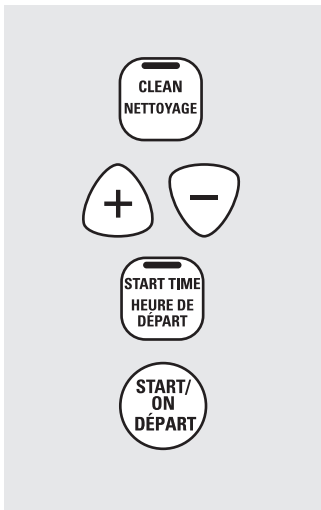 CLEAN
NETTOYAGE
+
−
START TIME
HEURE DE
DÉPART
START/
ON
DÉPART